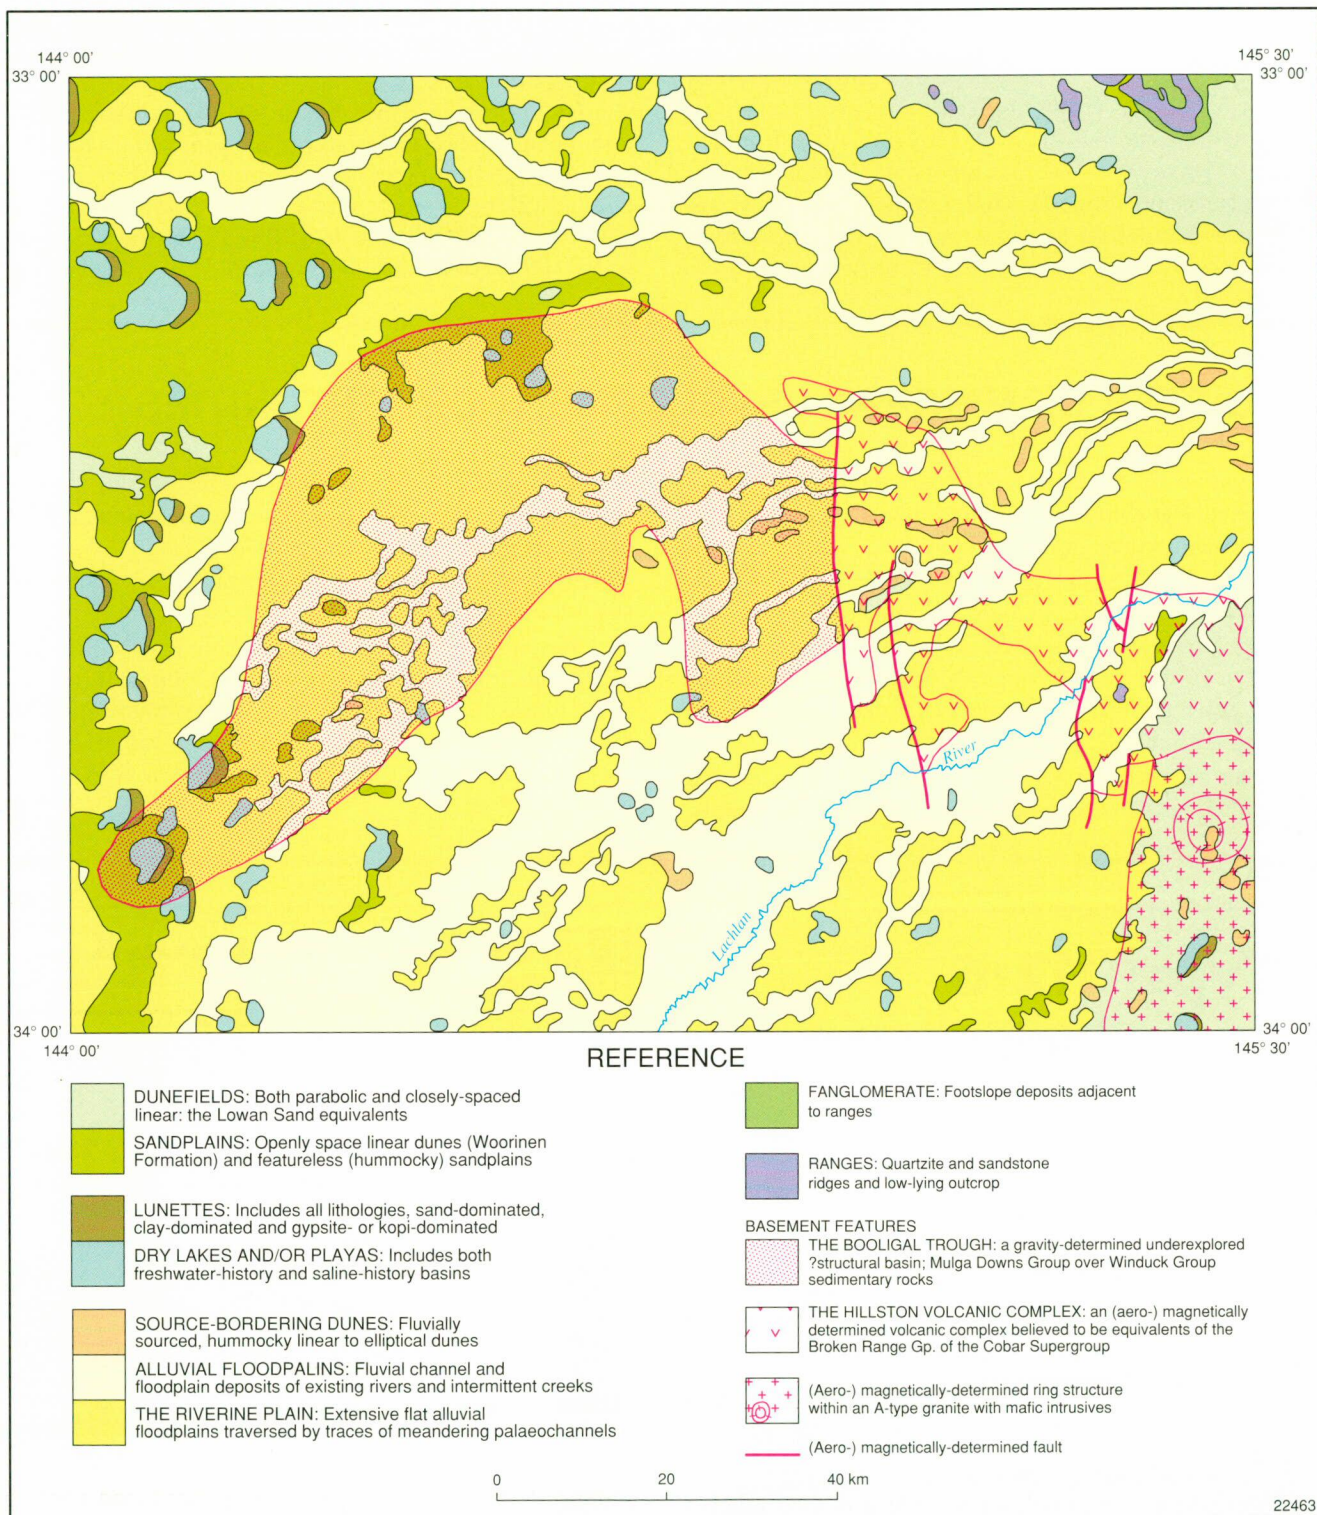 144° 00'
145° 30'
33° 00'
33° 00'
River
Lachlan
34° 00'
34° 00'
144° 00'
145° 30'
REFERENCE
DUNEFIELDS: Both parabolic and closely-spaced
linear: the Lowan Sand equivalents
SANDPLAINS: Openly space linear dunes (Woorinen
Formation) and featureless (hummocky) sandplains
LUNETTES: Includes all lithologies, sand-dominated,
clay-dominated and gypsite- or kopi-dominated
DRY LAKES AND/OR PLAYAS: Includes both
freshwater-history and saline-history basins
SOURCE-BORDERING DUNES: Fluvially
sourced, hummocky linear to elliptical dunes
ALLUVIAL FLOODPALINS: Fluvial channel and
floodplain deposits of existing rivers and intermittent creeks
THE RIVERINE PLAIN: Extensive flat alluvial
floodplains traversed by traces of meandering palaeochannels
FANGLOMERATE: Footslope deposits adjacent
to ranges
RANGES: Quartzite and sandstone
ridges and low-lying outcrop
BASEMENT FEATURES
THE BOOLIGAL TROUGH: a gravity-determined underexplored
?structural basin; Mulga Downs Group over Winduck Group
sedimentary rocks
THE HILLSTON VOLCANIC COMPLEX: an (aero-) magnetically
determined volcanic complex believed to be equivalents of the
Broken Range Gp. of the Cobar Supergroup
(Aero-) magnetically-determined ring structure
within an A-type granite with mafic intrusives
(Aero-) magnetically-determined fault
0 20 40 km
22463